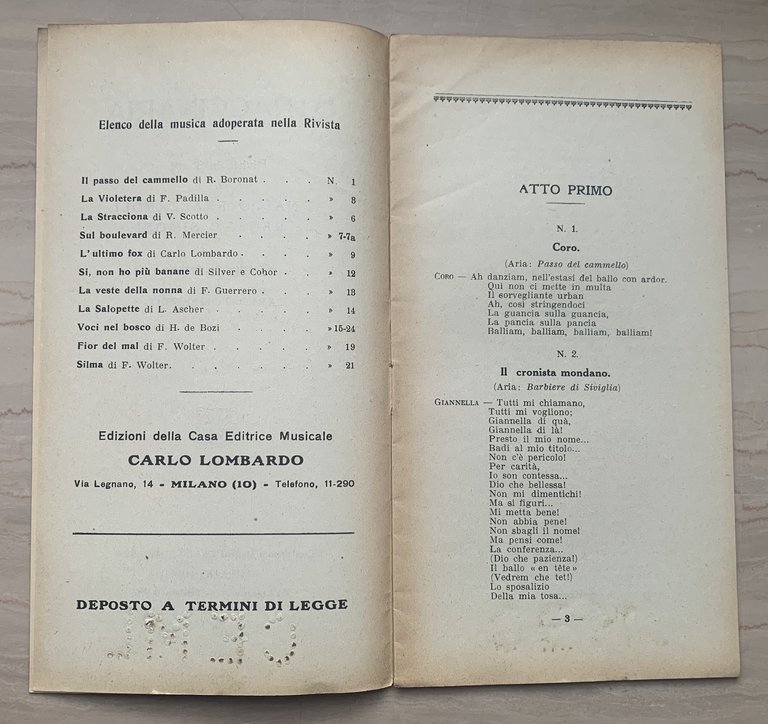 Elenco della musica adoperata nella Rivista
Il passo del cammello di R. Boronat . . . N. 1
La Violetera di F. Padilla . . . . . » 8
La Stracciona di V. Scotto . . . . » 6
Sul boulevard di R. Mercier . . . . » 7-7a
L'ultimo fox di Carlo Lombardo . . . » 9
Si, non ho più banane di Silver e Cohor . » 12
La veste della nonna di F. Guerrero . . . » 13
La Salopette di L. Ascher . . . . » 14
Voci nel bosco di H. de Bozi . . . . » 15-24
Fior del mal di F. Wolter . . . . » 19
Silma di F. Wolter. . . . . . » 21
Edizioni della Casa Editrice Musicale
CARLO LOMBARDO
Via Legnano, 14 - MILANO (10) - Telefono, 11-290
DEPOSTO A TERMINI DI LEGGE
ATTO PRIMO
N. 1.
Coro.
(Aria: Passo del cammello)
CORO — Ah danziam, nell'estasi del ballo con ardor.
Qui non ci mette in multa
Il sorvegliante urban
Ah, così stringendoci
La guancia sulla guancia,
La pancia sulla pancia
Balliam, balliam, balliam, balliam!
N. 2.
Il cronista mondano.
(Aria: Barbiere di Siviglia)
GIANNELLA — Tutti mi chiamano,
Tutti mi vogliono;
Giannella di quà,
Giannella di là!
Presto il mio nome...
Badi al mio titolo...
Non c'è pericolo!
Per carità,
Io son contessa...
Dio che bellessa!
Non mi dimentichi!
Ma si figuri...
Mi metta bene!
Non abbia pene!
Non sbagli il nome!
Ma pensi come!
La conferenza...
(Dio che pazienza!)
Il ballo « en tête »
(Vedrem che tet!)
Lo sposalizio
Della mia tosa...
— 3 —